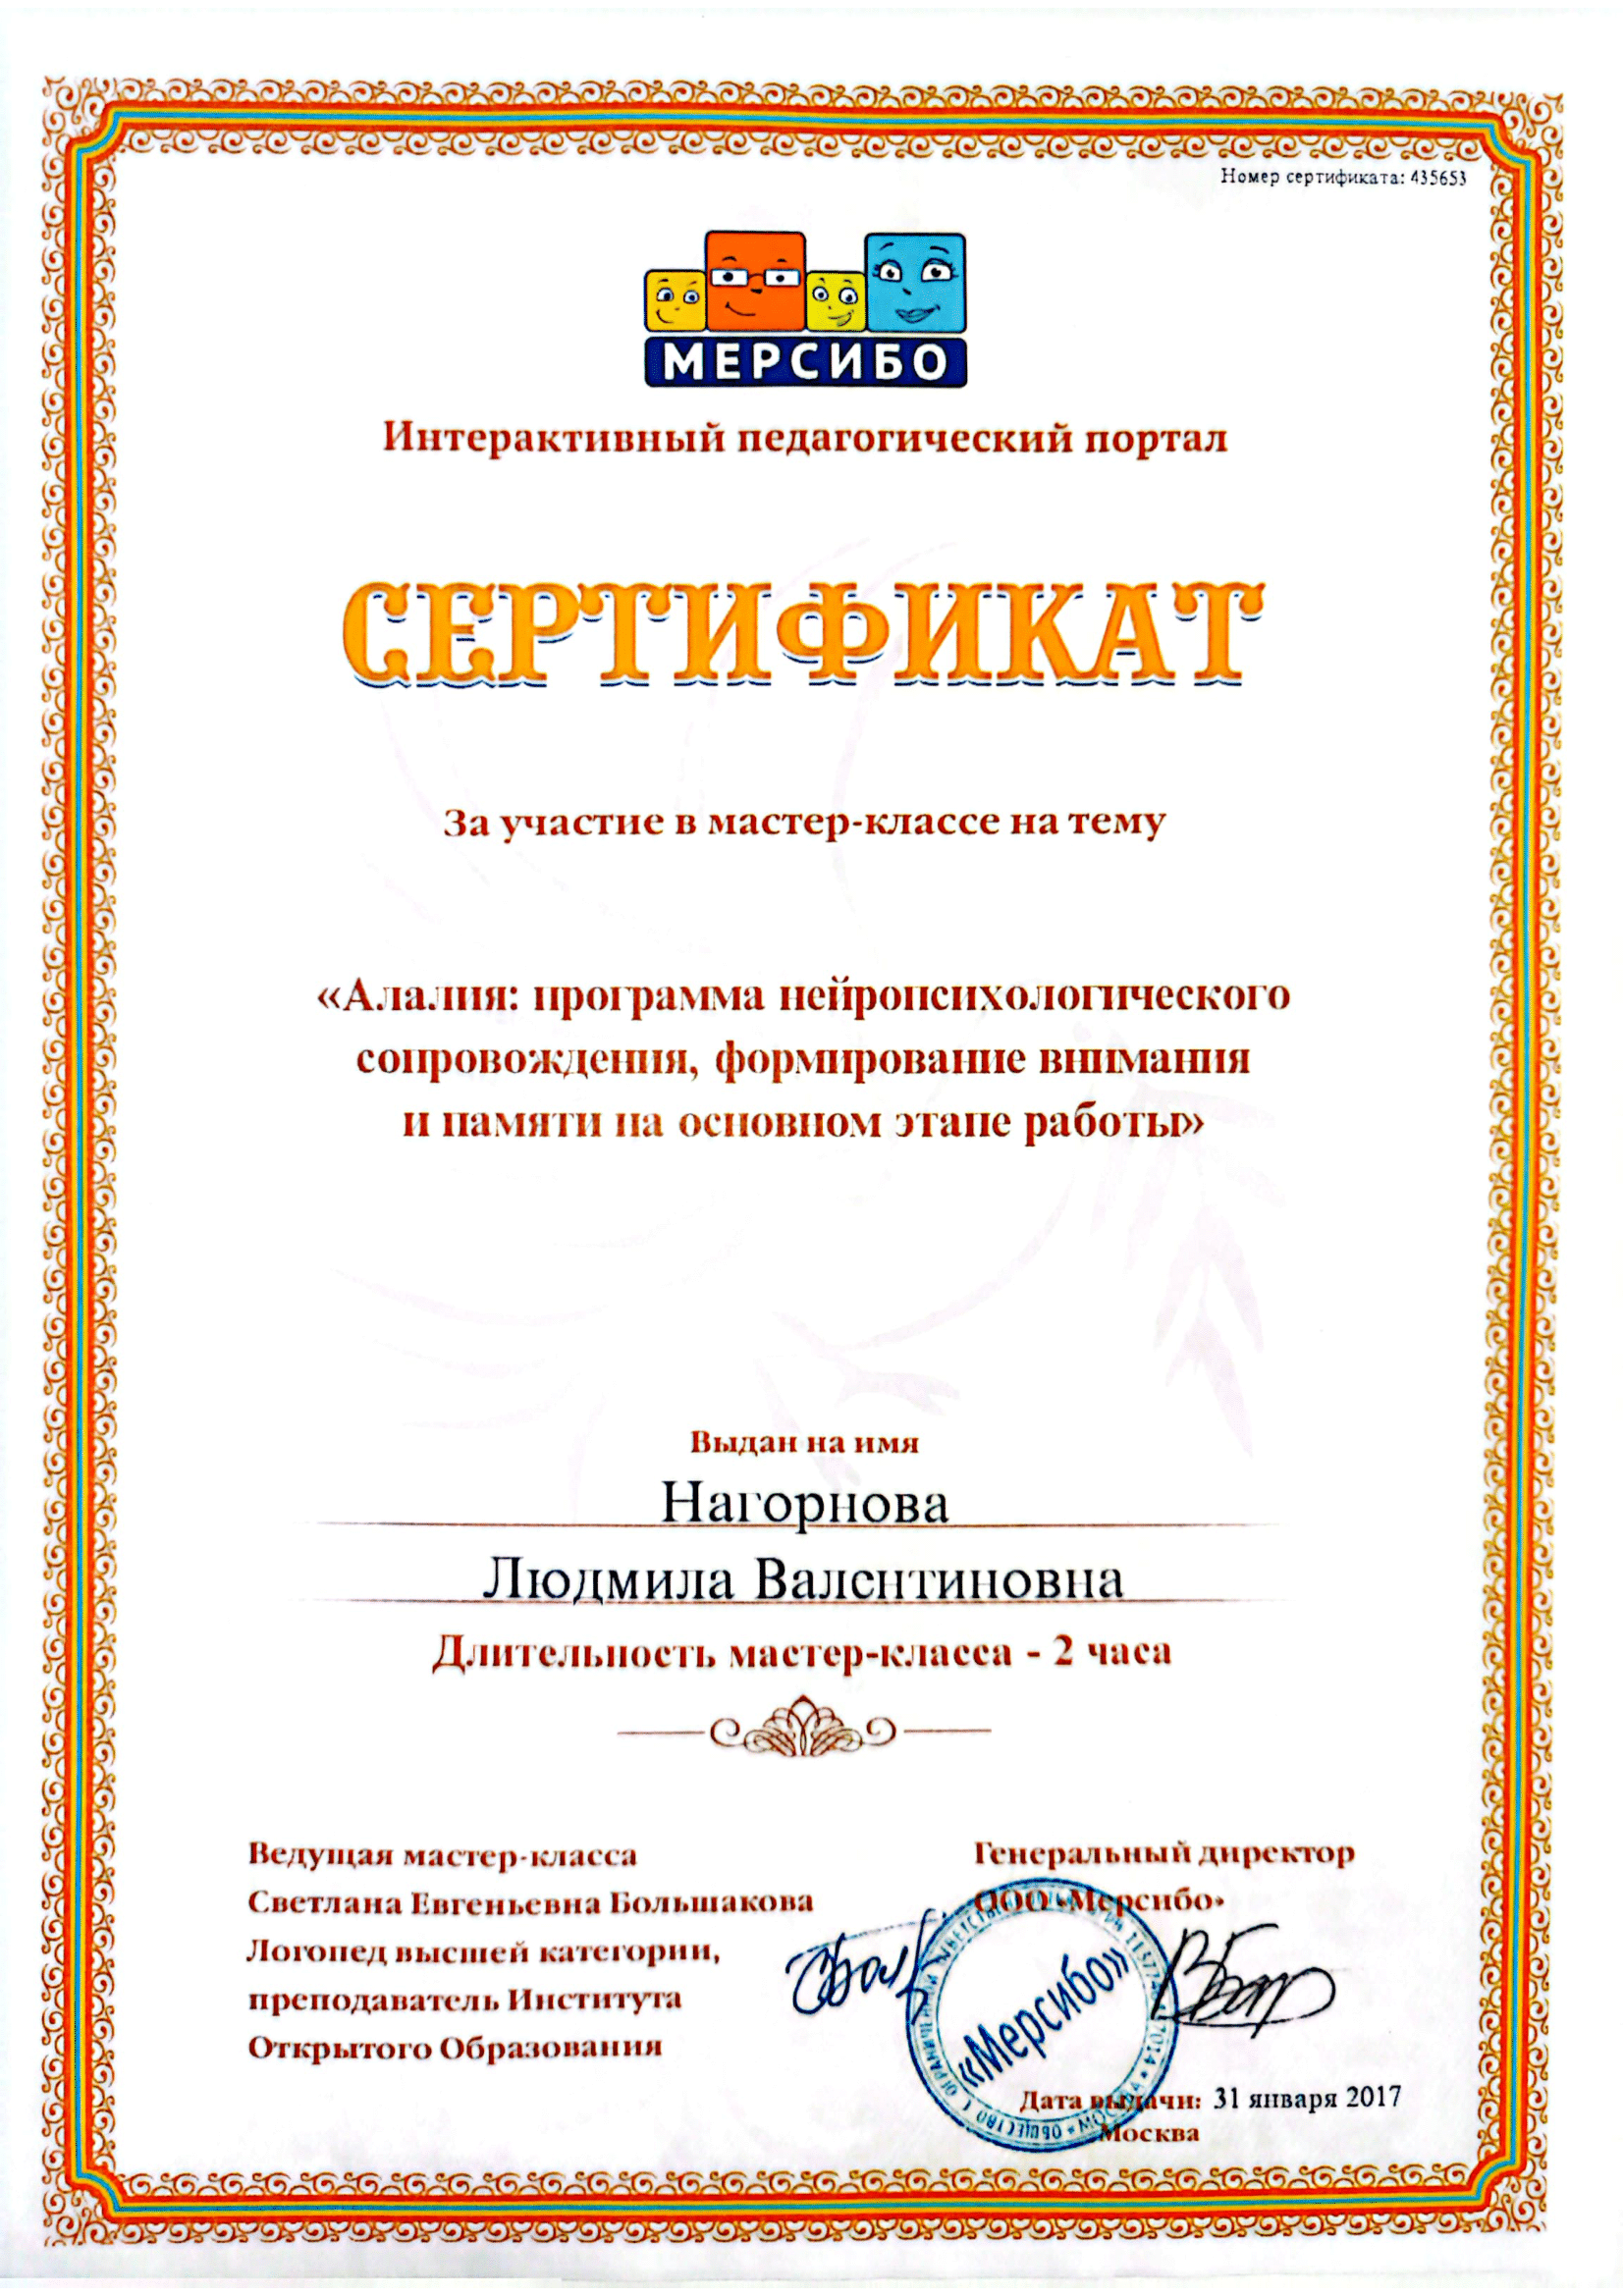 Номер сертификата: 435653
МЕРСИБО
Интерактивный педагогический портал
СЕРТИФИКАТ
За участие в мастер-классе на тему
«Алалия: программа нейропсихологического
сопровождения, формирование внимания
и памяти на основном этапе работы»
Выдан на имя
Нагорнова
Людмила Валентиновна
Длительность мастер-класса - 2 часа
Ведущая мастер-класса
Светлана Евгеньевна Большакова
Логопед высшей категории,
преподаватель Института
Открытого Образования
Генеральный директор
ООО «Мерсибо»
«Мерсибо»
Дата выдачи: 31 января 2017
Москва